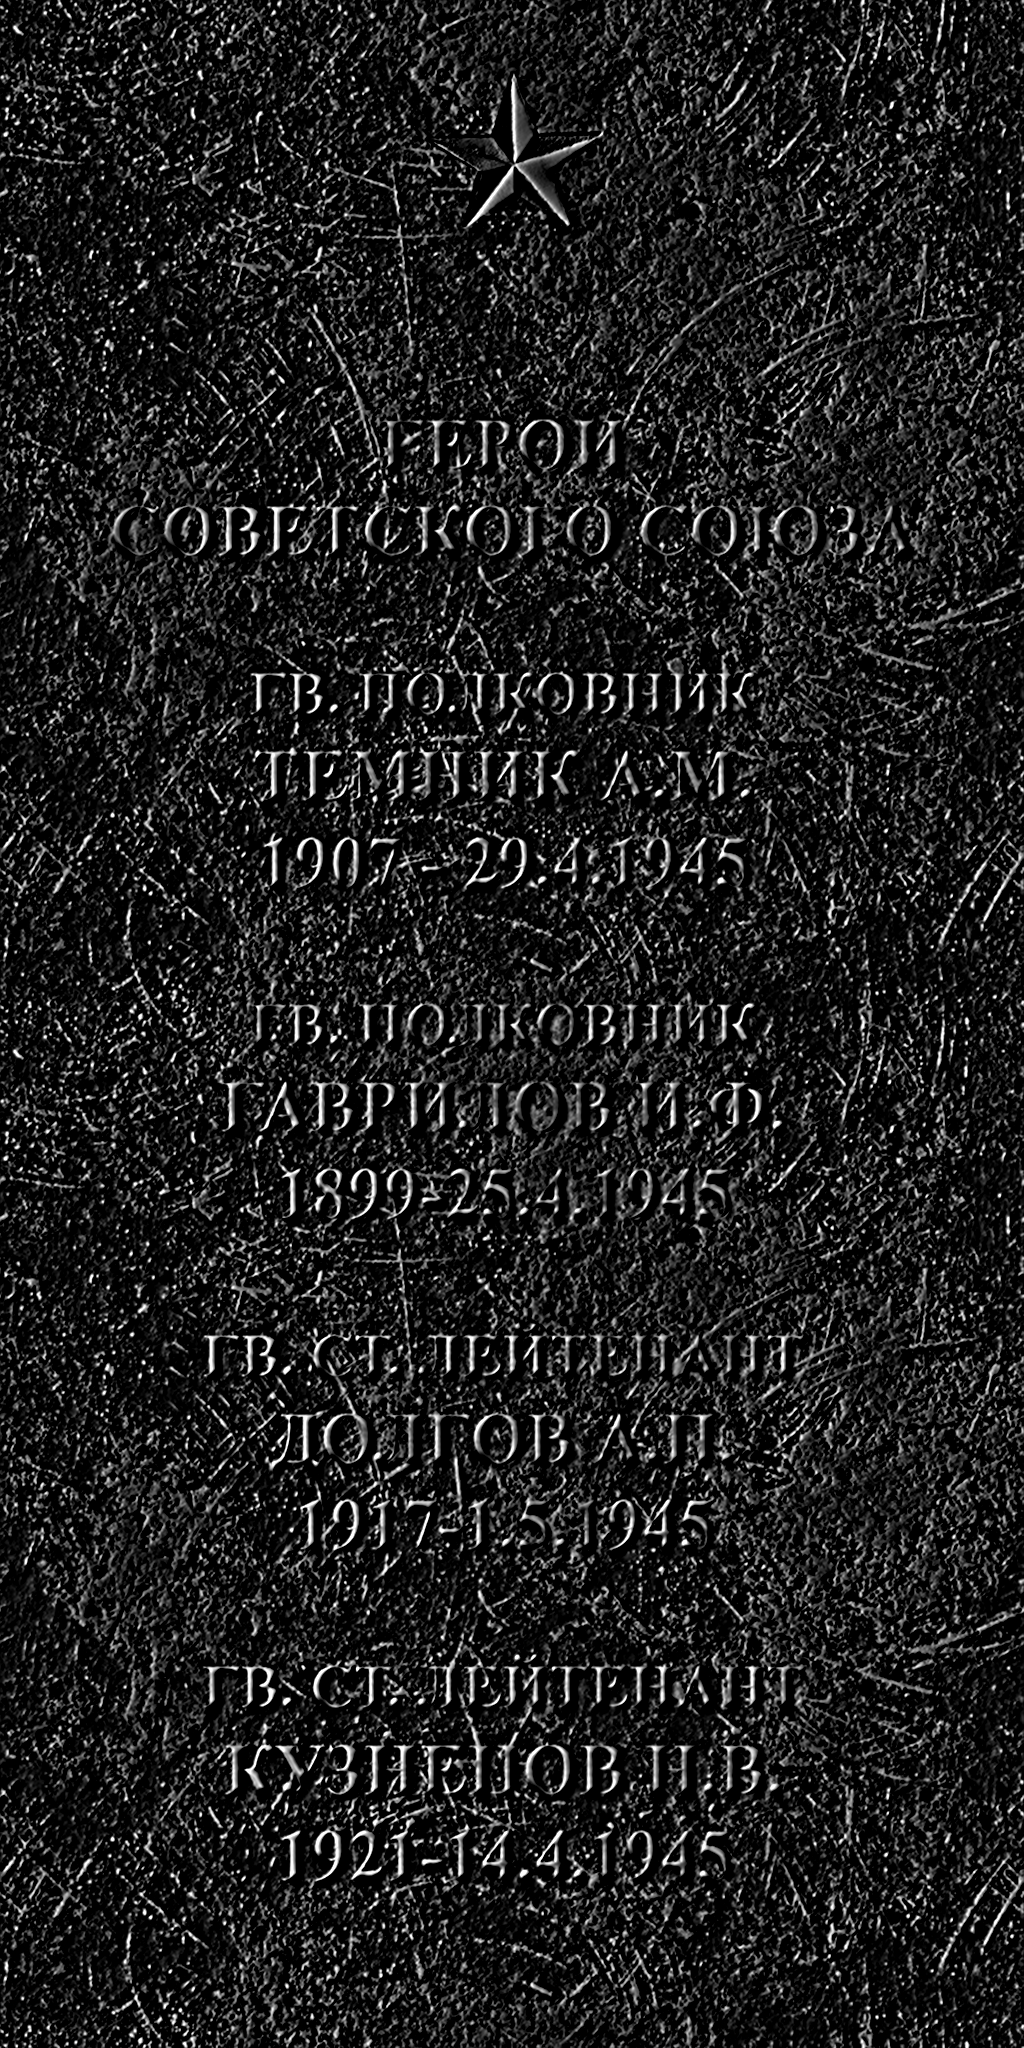 ГЕРОИ
СОВЕТСКОГО СОЮЗА
ГВ. ПОЛКОВНИК
ТЕМНИК А.М.
1907 - 29.4.1945
ГВ. ПОЛКОВНИК
ГАВРИЛОВ И.Ф.
1899-25.4.1945
ГВ. СТ. ЛЕЙТЕНАНТ
ДОЛГОВ А.П.
1917-1.5.1945
ГВ. СТ. ЛЕЙТЕНАНТ
КУЗНЕЦОВ Н.В.
1921-14.4.1945